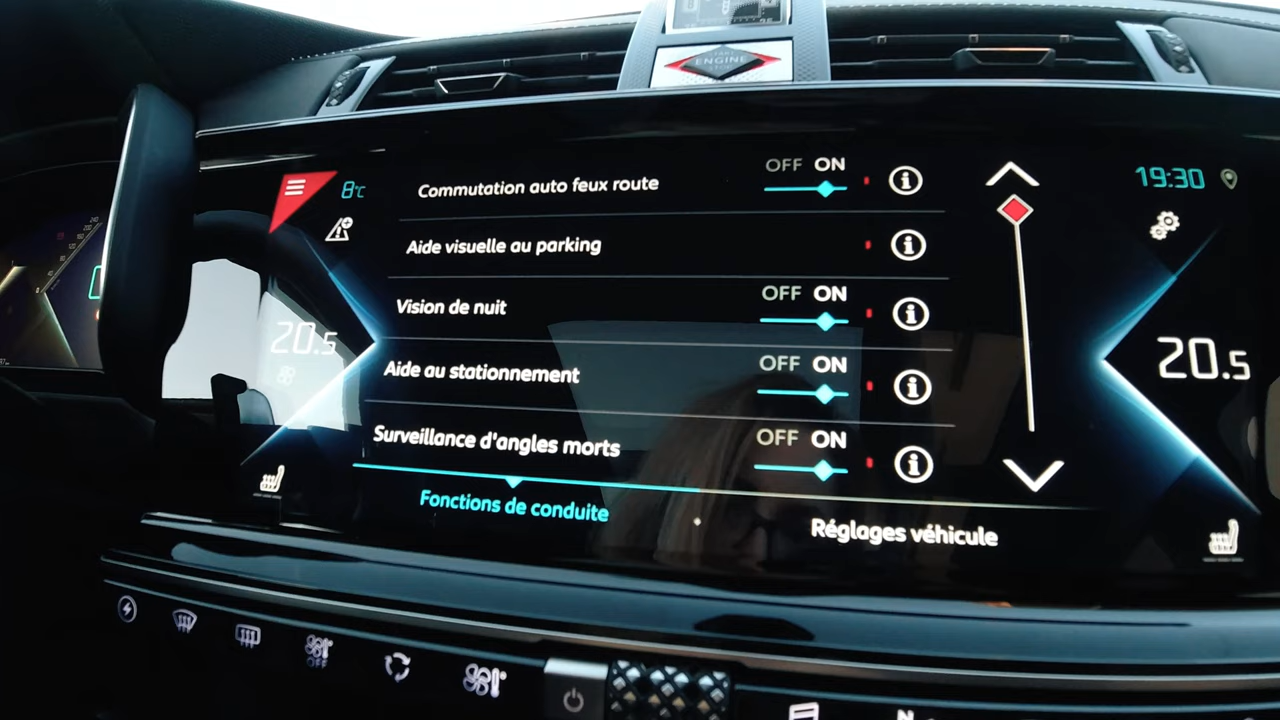 ENGINE
8°C
19:30
OFF ON
Commutation auto feux route
Aide visuelle au parking
OFF ON
Vision de nuit
20.5
OFF ON
20.5
Aide au stationnement
OFF ON
Surveillance d'angles morts
Fonctions de conduite
Réglages véhicule
OFF